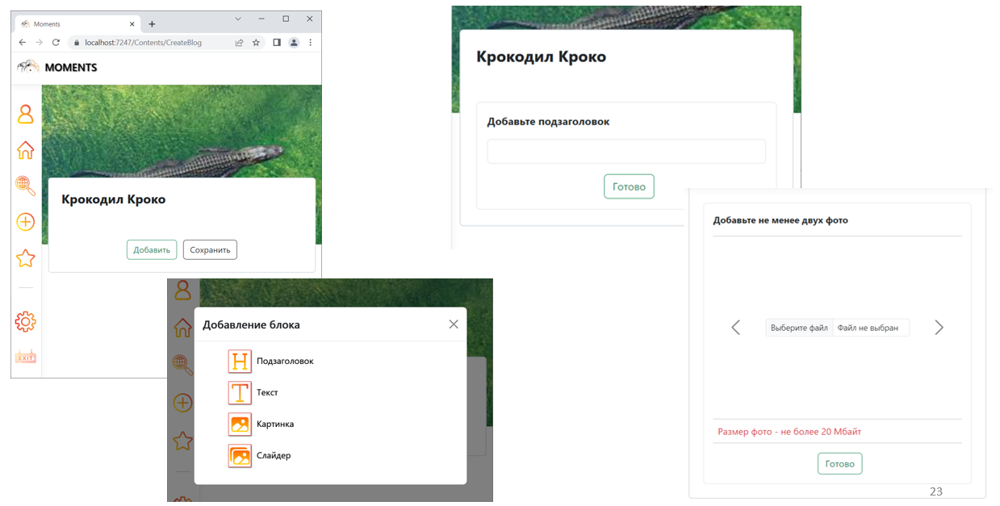 Moments
localhost:7247/Contents/CreateBlog
MOMENTS
Крокодил Кроко
Добавить Сохранить
EXIT
Добавление блока
Подзаголовок
Текст
Картинка
Слайдер
Крокодил Кроко
Добавьте подзаголовок
Готово
Добавьте не менее двух фото
Выберите файл Файл не выбран
Размер фото - не более 20 Мбайт
Готово
23